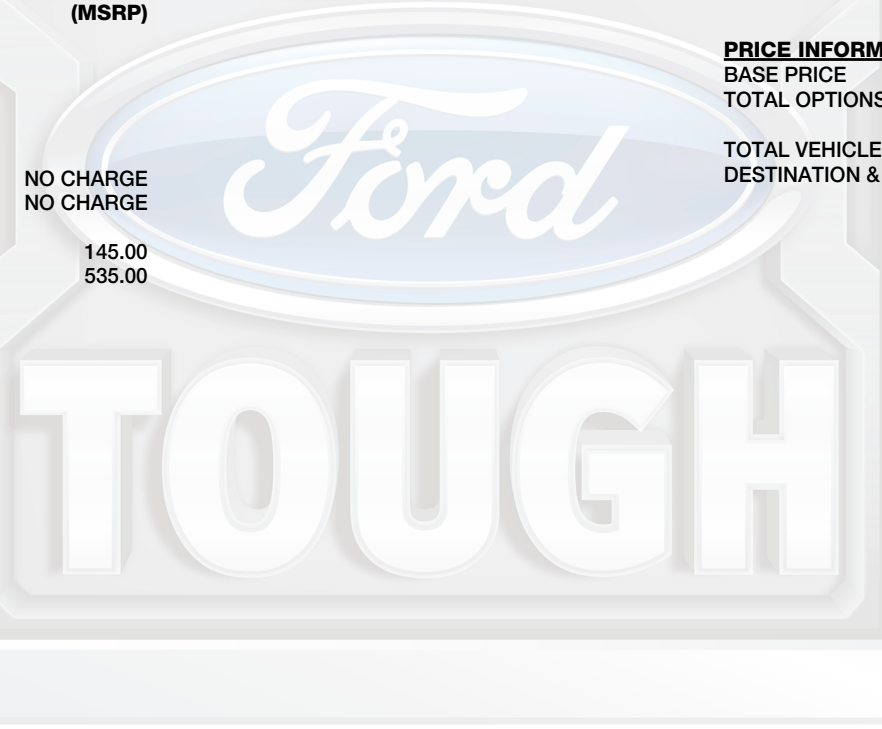 (MSRP)
NO CHARGE
NO CHARGE
145.00
535.00
PRICE INFORM
BASE PRICE
TOTAL OPTIONS
TOTAL VEHICLE
DESTINATION &
Ford
TOUGH